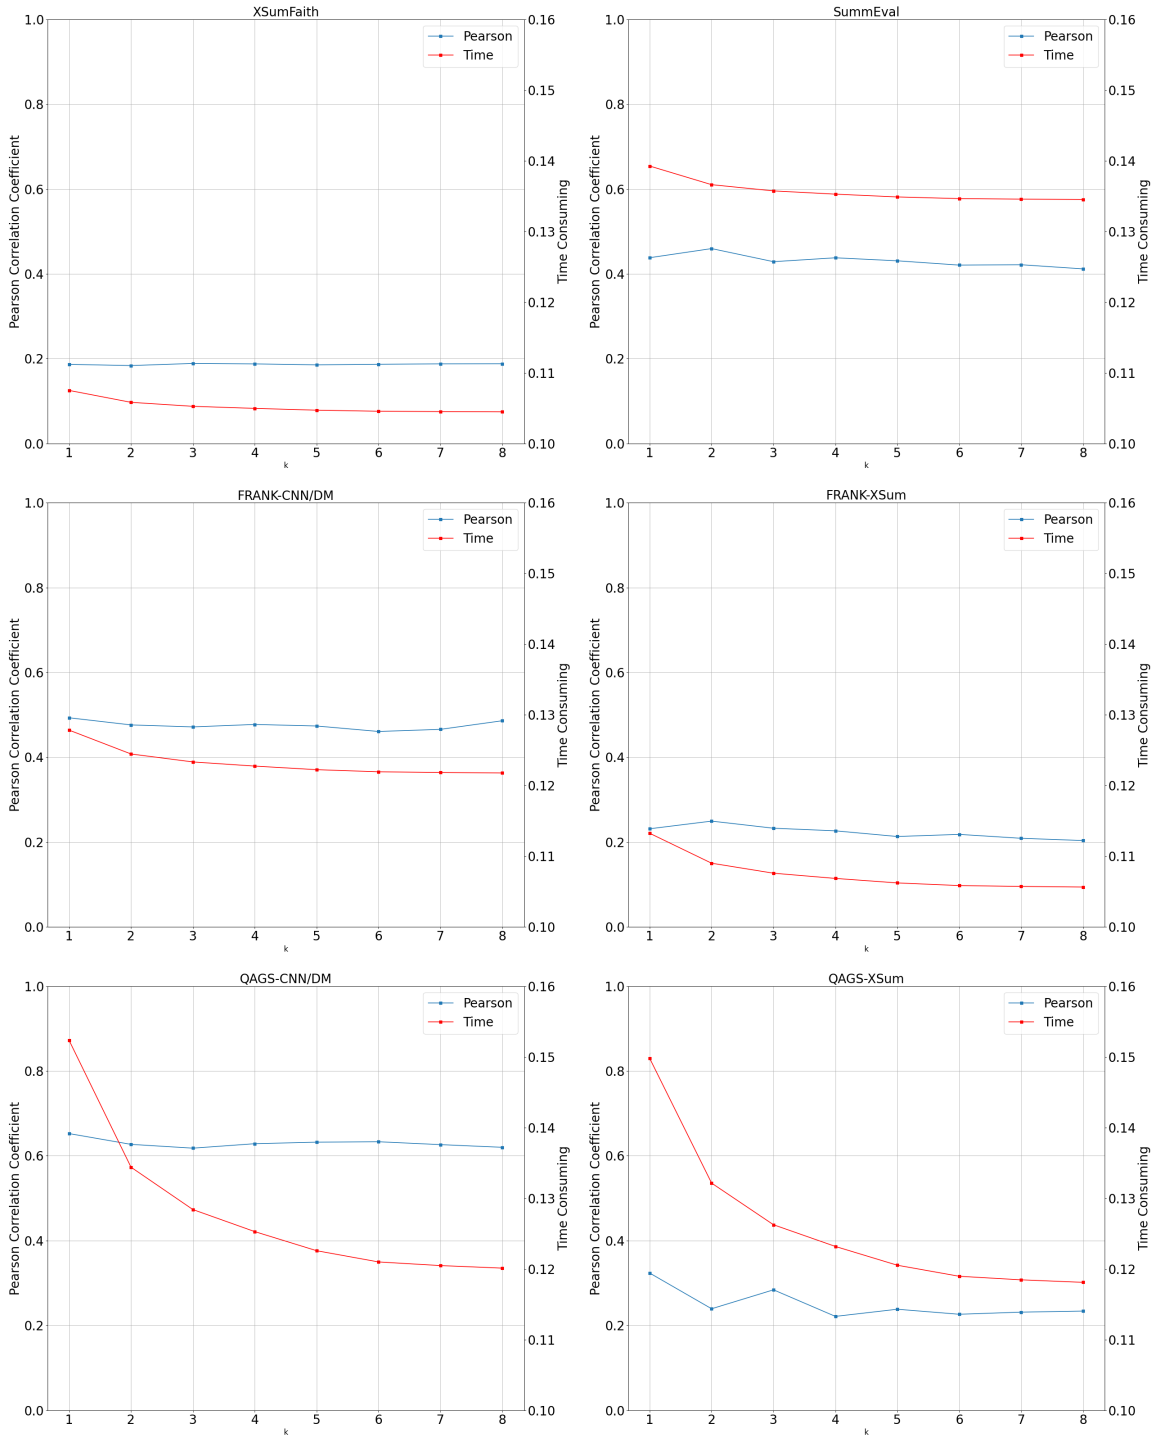 XSumFaith
Pearson Correlation Coefficient
1.0
0.8
0.6
0.4
0.2
0.0
Pearson
Time
0.16
0.15
0.14
0.13
0.12
0.11
0.10
Time Consuming
1 2 3 4 5 6 7 8
k
SummEval
Pearson Correlation Coefficient
1.0
0.8
0.6
0.4
0.2
0.0
Pearson
Time
0.16
0.15
0.14
0.13
0.12
0.11
0.10
Time Consuming
1 2 3 4 5 6 7 8
k
FRANK-CNN/DM
Pearson Correlation Coefficient
1.0
0.8
0.6
0.4
0.2
0.0
Pearson
Time
0.16
0.15
0.14
0.13
0.12
0.11
0.10
Time Consuming
1 2 3 4 5 6 7 8
k
FRANK-XSum
Pearson Correlation Coefficient
1.0
0.8
0.6
0.4
0.2
0.0
Pearson
Time
0.16
0.15
0.14
0.13
0.12
0.11
0.10
Time Consuming
1 2 3 4 5 6 7 8
k
QAGS-CNN/DM
Pearson Correlation Coefficient
1.0
0.8
0.6
0.4
0.2
0.0
Pearson
Time
0.16
0.15
0.14
0.13
0.12
0.11
0.10
Time Consuming
1 2 3 4 5 6 7 8
k
QAGS-XSum
Pearson Correlation Coefficient
1.0
0.8
0.6
0.4
0.2
0.0
Pearson
Time
0.16
0.15
0.14
0.13
0.12
0.11
0.10
Time Consuming
1 2 3 4 5 6 7 8
k